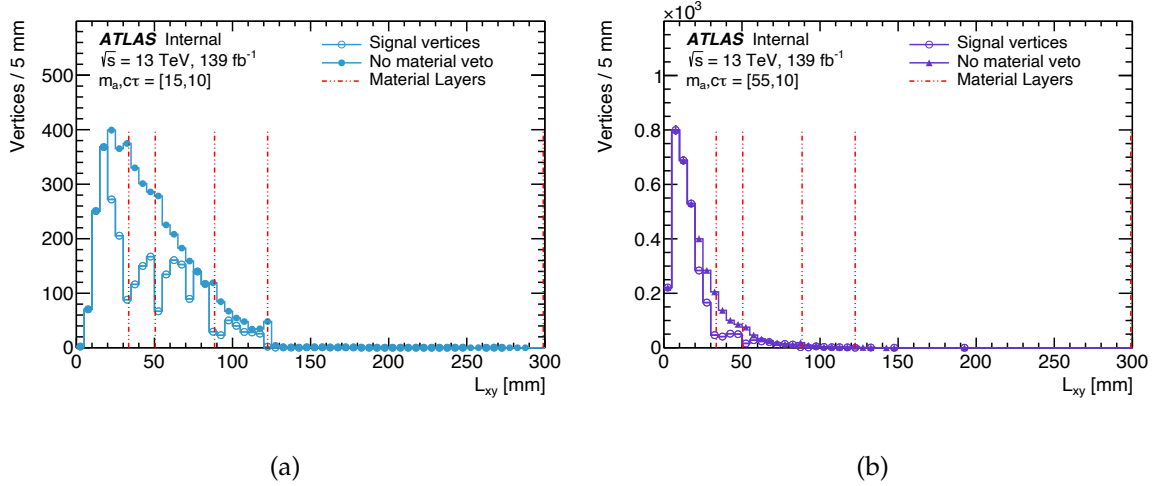 ATLAS Internal
√s = 13 TeV, 139 fb⁻¹
mₐ,cτ = [15,10]
Signal vertices
No material veto
Material Layers
Vertices / 5 mm
500
400
300
200
100
0
0 50 100 150 200 250 300
L_xy [mm]
(a)
×10³
ATLAS Internal
√s = 13 TeV, 139 fb⁻¹
mₐ,cτ = [55,10]
Signal vertices
No material veto
Material Layers
Vertices / 5 mm
1
0.8
0.6
0.4
0.2
0
0 50 100 150 200 250 300
L_xy [mm]
(b)